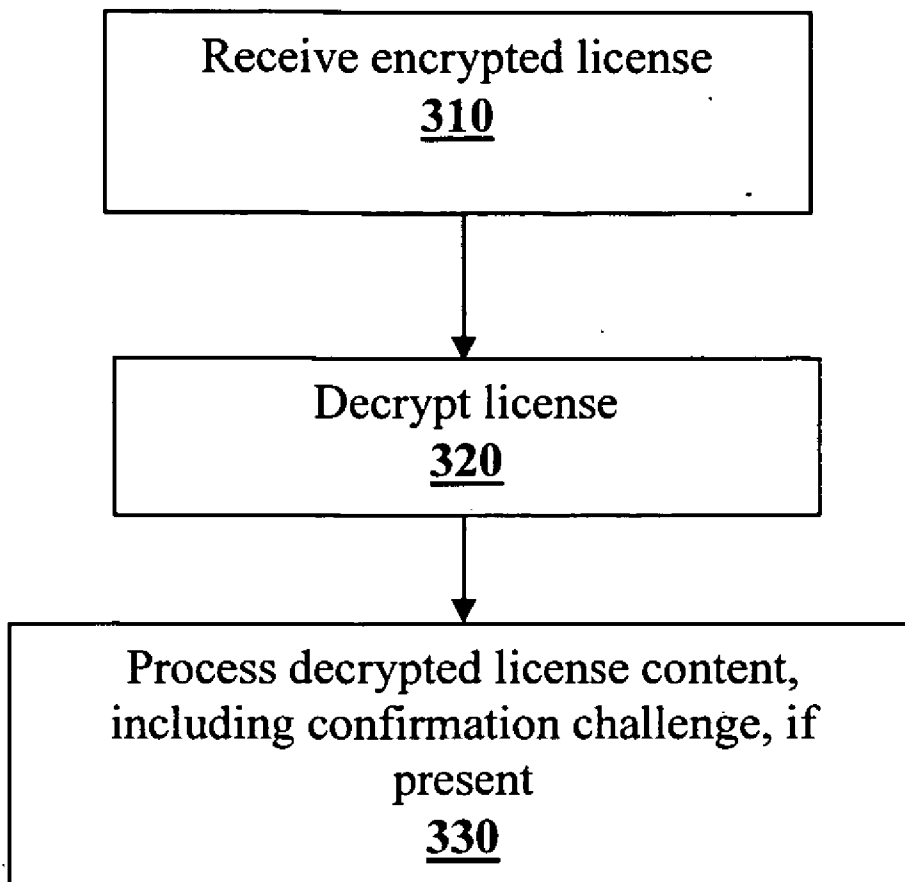 Receive encrypted license
310
Decrypt license
320
Process decrypted license content,
including confirmation challenge, if
present
330